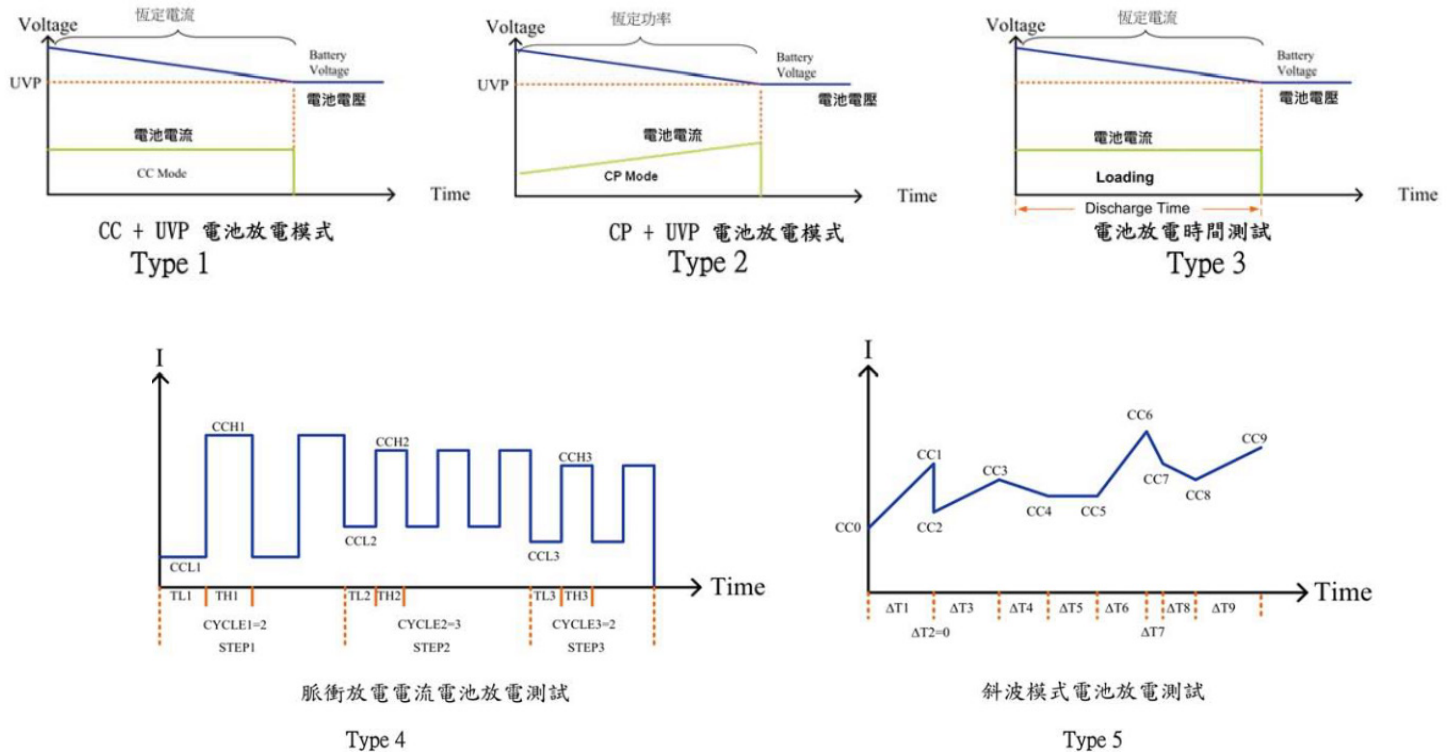 恆定電流
Voltage
UVP
Battery
Voltage
電池電壓
電池電流
CC Mode
Time
CC + UVP 電池放電模式
Type 1
恆定功率
Voltage
UVP
Battery
Voltage
電池電壓
電池電流
CP Mode
Time
CP + UVP 電池放電模式
Type 2
恆定電流
Voltage
Battery
Voltage
電池電壓
電池電流
Loading
Time
Discharge Time
電池放電時間測試
Type 3
I
CCH1
CCH2
CCH3
CCL1
CCL2
CCL3
Time
TL1
TH1
TL2
TH2
TL3
TH3
CYCLE1=2
CYCLE2=3
CYCLE3=2
STEP1
STEP2
STEP3
脈衝放電電流電池放電測試
Type 4
I
CC0
CC1
CC2
CC3
CC4
CC5
CC6
CC7
CC8
CC9
Time
ΔT1
ΔT3
ΔT4
ΔT5
ΔT6
ΔT8
ΔT9
ΔT2=0
ΔT7
斜波模式電池放電測試
Type 5